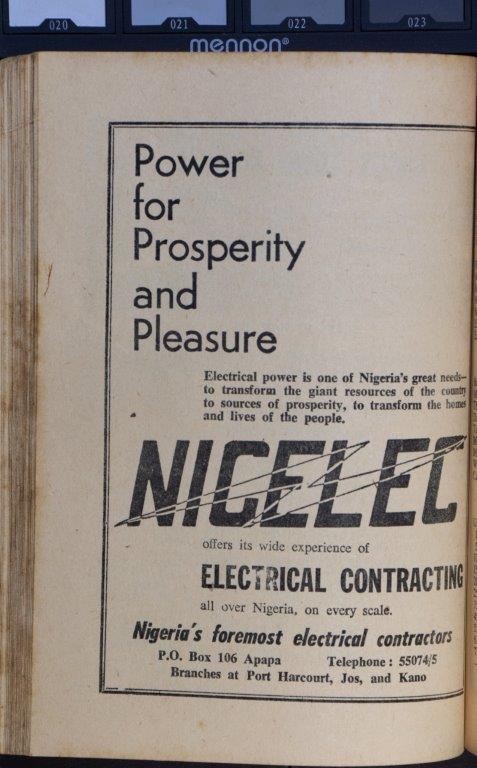 020 021 022 023
mennon®
Power
for
Prosperity
and
Pleasure
Electrical power is one of Nigeria's great needs—
to transform the giant resources of the country
to sources of prosperity, to transform the homes
and lives of the people.
NIGELEC
offers its wide experience of
ELECTRICAL CONTRACTING
all over Nigeria, on every scale.
Nigeria's foremost electrical contractors
P.O. Box 106 Apapa Telephone : 55074/5
Branches at Port Harcourt, Jos, and Kano